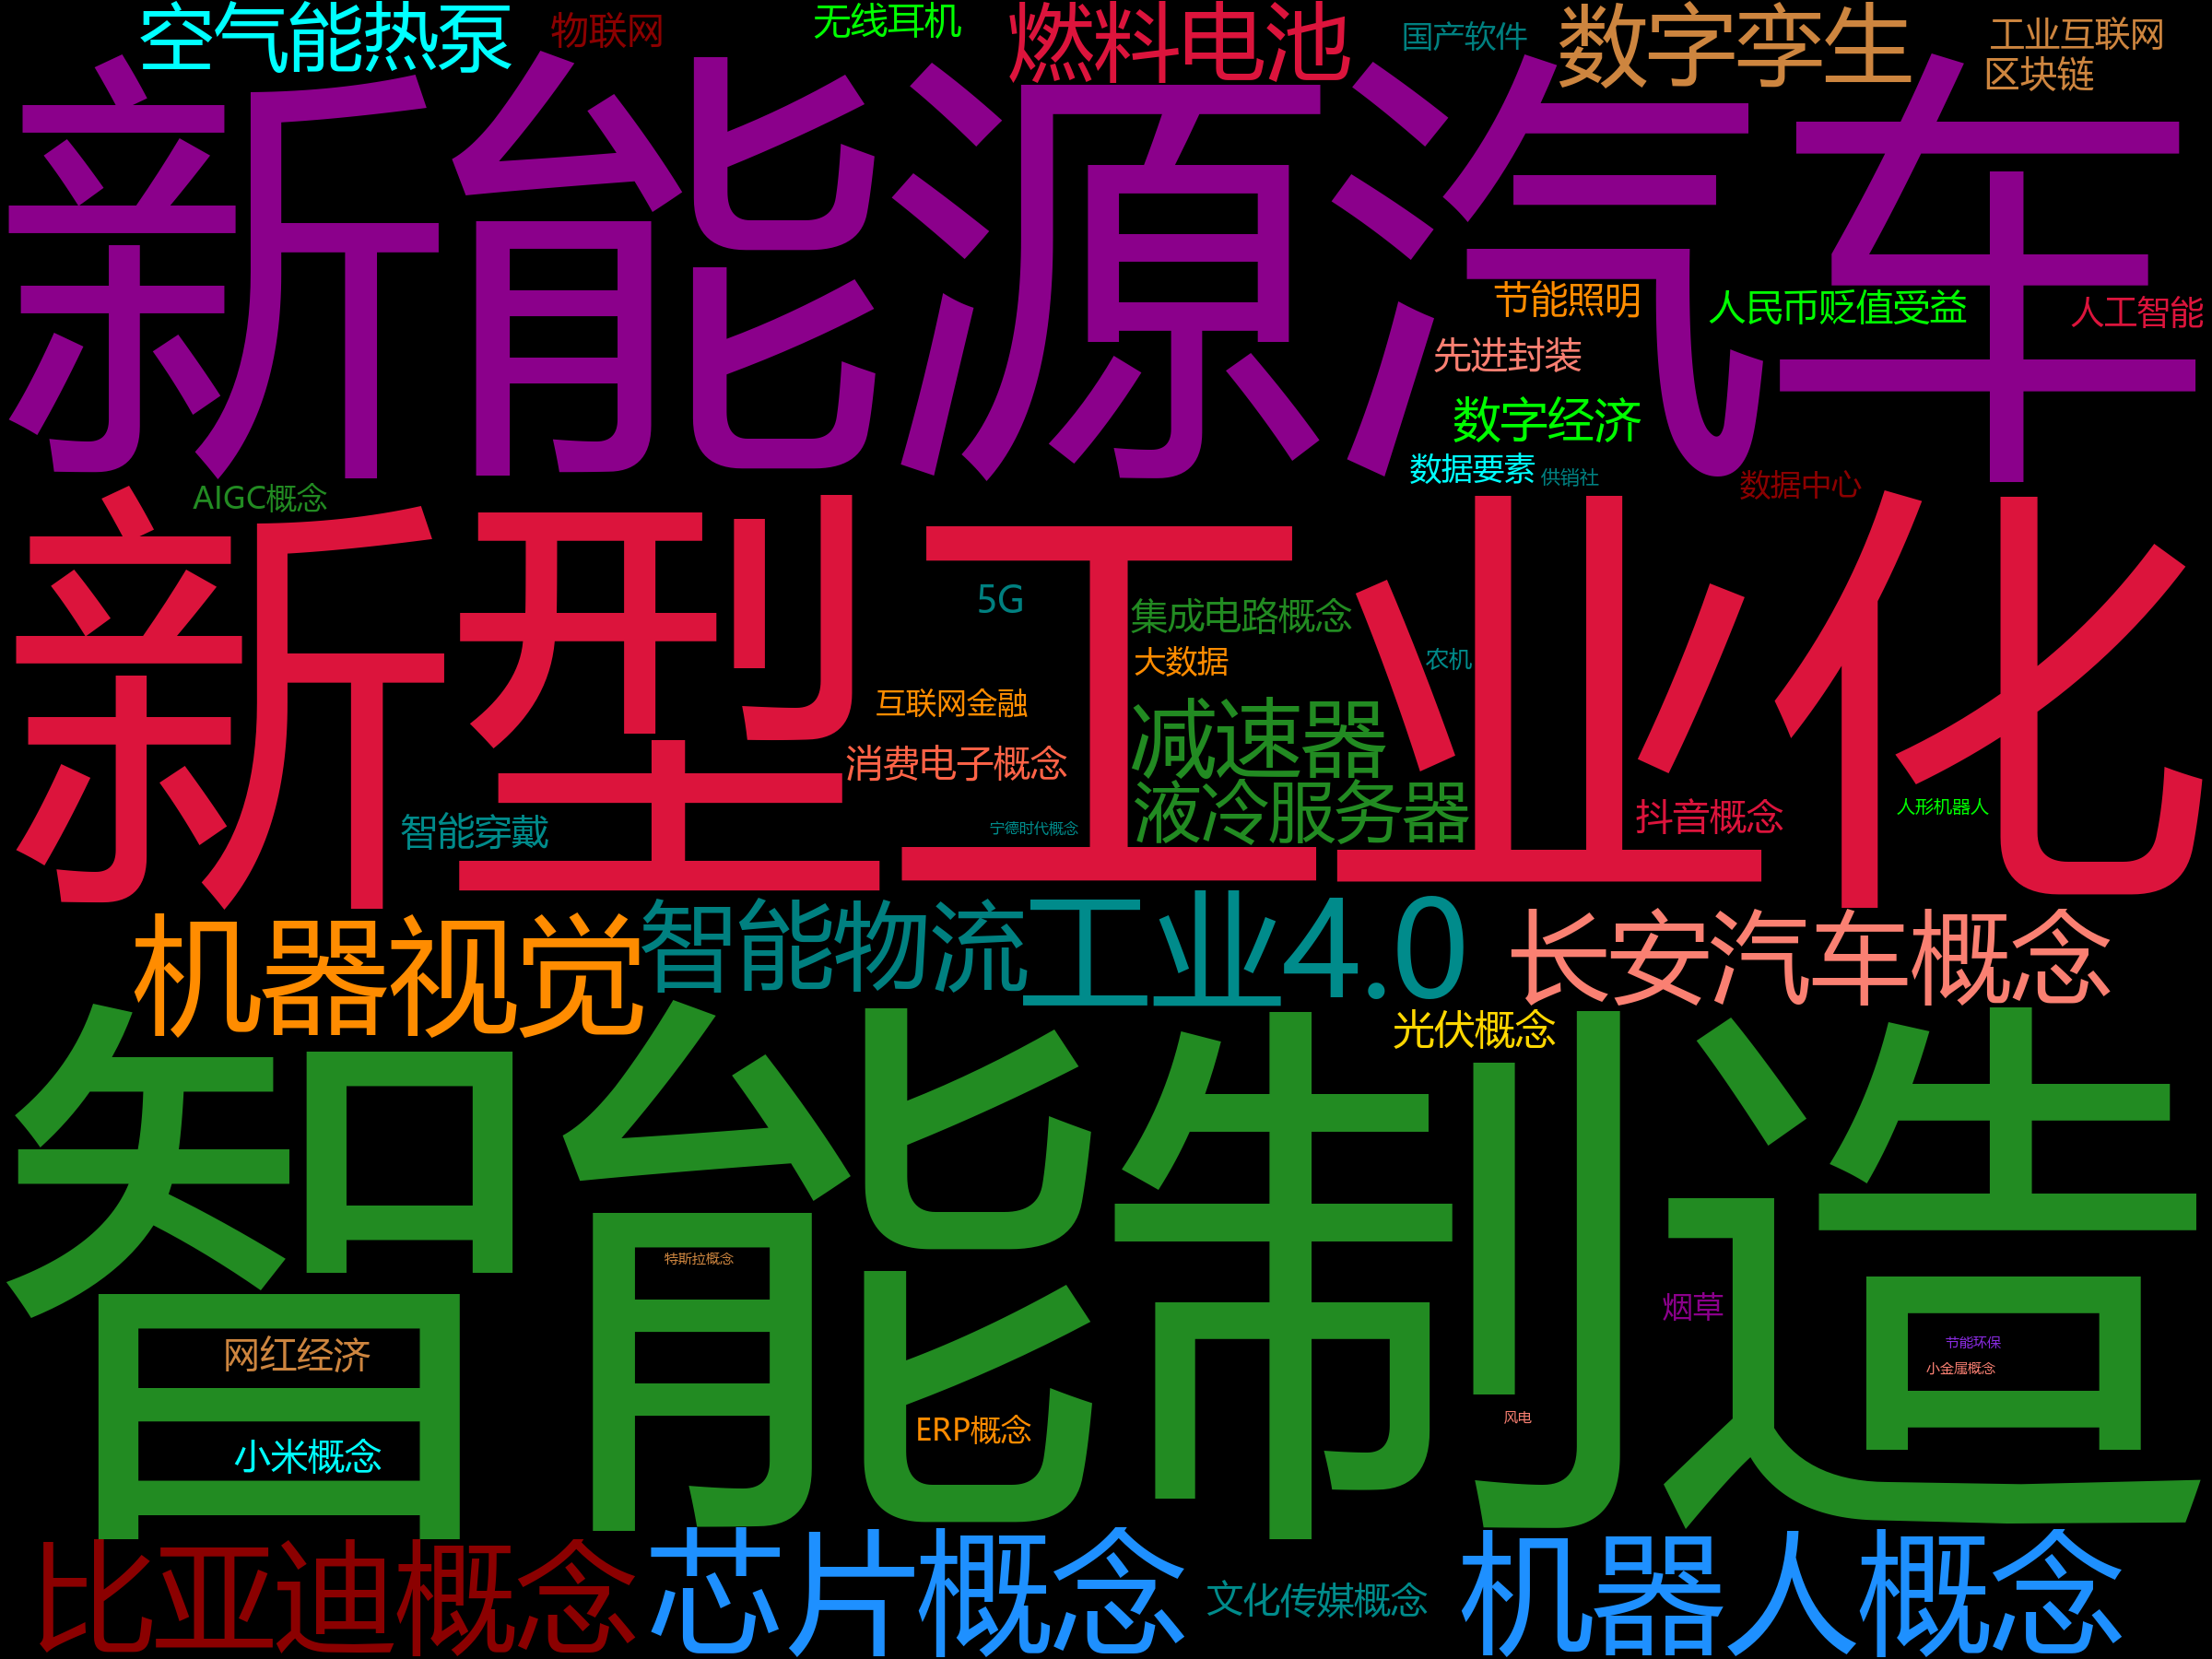 空气能热泵
物联网
无线耳机
燃料电池
国产软件
数字孪生
工业互联网
区块链
新能源汽车
节能照明
人民币贬值受益
人工智能
先进封装
数字经济
数据要素
供销社
数据中心
AIGC概念
新型工业化
5G
集成电路概念
大数据
农机
互联网金融
减速器
消费电子概念
液冷服务器
智能穿戴
宁德时代概念
抖音概念
人形机器人
机器视觉
智能物流
工业4.0
长安汽车概念
光伏概念
智能制造
特斯拉概念
烟草
网红经济
节能环保
小金属概念
ERP概念
风电
小米概念
比亚迪概念
芯片概念
文化传媒概念
机器人概念